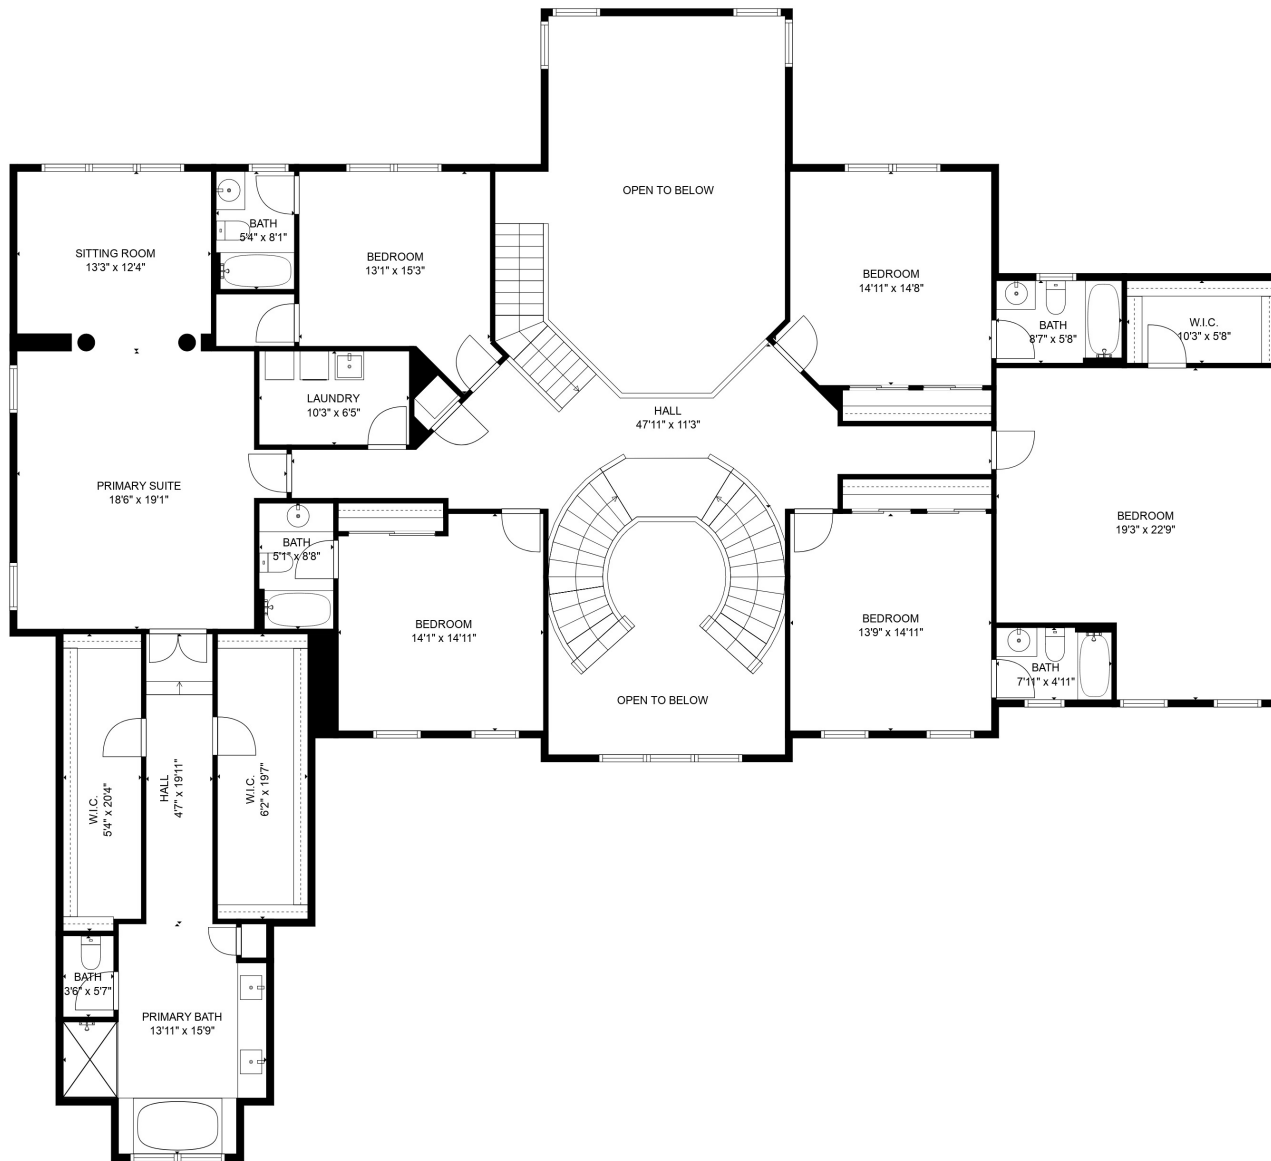 OPEN TO BELOW
SITTING ROOM
13'3" x 12'4"
BATH
5'4" x 8'1"
BEDROOM
13'1" x 15'3"
BEDROOM
14'11" x 14'8"
BATH
8'7" x 5'8"
W.I.C.
10'3" x 5'8"
LAUNDRY
10'3" x 6'5"
HALL
47'11" x 11'3"
PRIMARY SUITE
18'6" x 19'1"
BATH
5'1" x 8'8"
BEDROOM
19'3" x 22'9"
BEDROOM
14'1" x 14'11"
BEDROOM
13'9" x 14'11"
BATH
7'11" x 4'11"
OPEN TO BELOW
W.I.C.
5'4" x 20'4"
HALL
4'7" x 19'11"
W.I.C.
6'2" x 19'7"
BATH
3'6" x 5'7"
PRIMARY BATH
13'11" x 15'9"